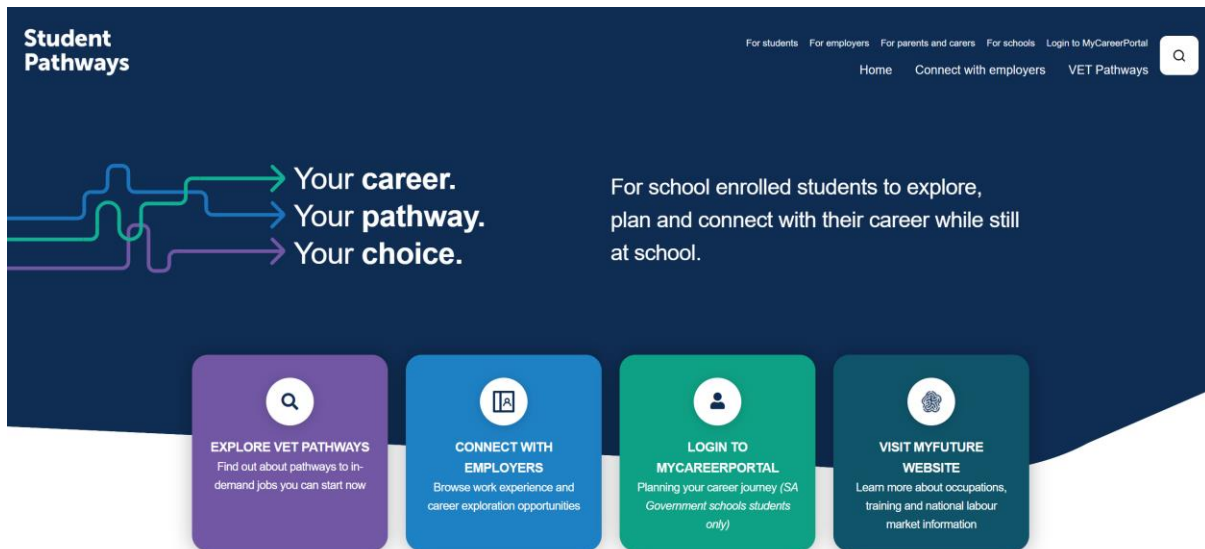 Student
Pathways
For students For employers For parents and carers For schools Login to MyCareerPortal
Home Connect with employers VET Pathways
Your career.
Your pathway.
Your choice.
For school enrolled students to explore,
plan and connect with their career while still
at school.
EXPLORE VET PATHWAYS
Find out about pathways to in-
demand jobs you can start now
CONNECT WITH
EMPLOYERS
Browse work experience and
career exploration opportunities
LOGIN TO
MYCAREERPORTAL
Planning your career journey (SA
Government schools students
only)
VISIT MYFUTURE
WEBSITE
Learn more about occupations,
training and national labour
market information